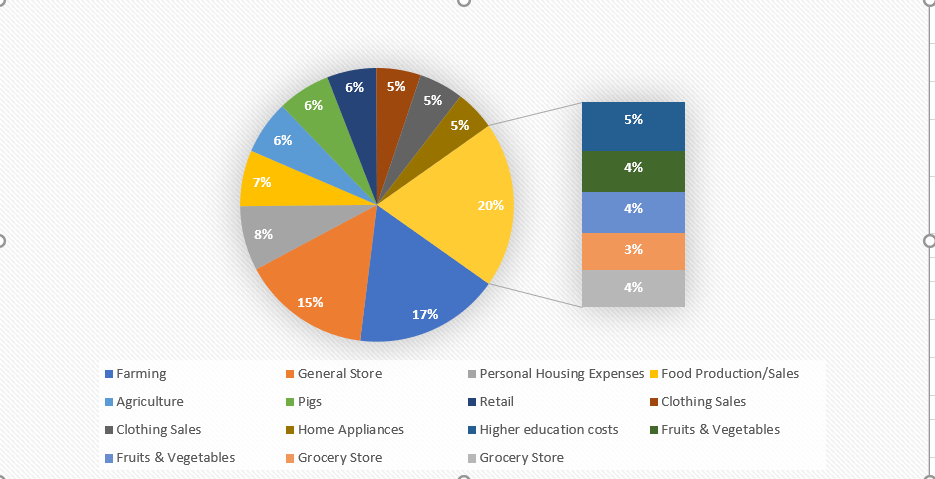 6% 5%
6% 5%
6% 5%
7% 20%
8%
15% 17%
5%
4%
4%
3%
4%
Farming General Store Personal Housing Expenses Food Production/Sales
Agriculture Pigs Retail Clothing Sales
Clothing Sales Home Appliances Higher education costs Fruits & Vegetables
Fruits & Vegetables Grocery Store Grocery Store